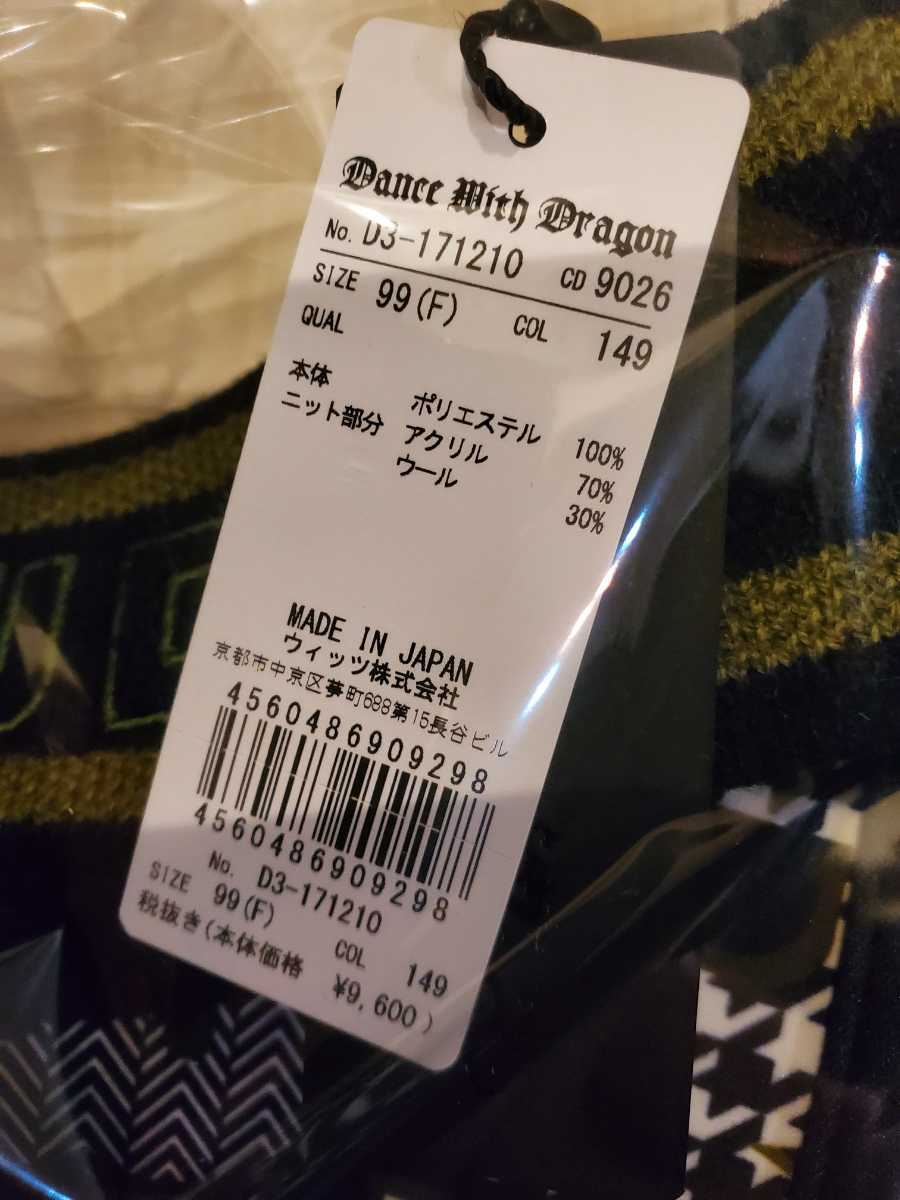 Dance With Dragon
No. D3-171210 CD 9026
SIZE 99(F) COL 149
QUAL
本体 ポリエステル 100%
ニット部分 アクリル 70%
ウール 30%
MADE IN JAPAN
ウィッツ株式会社
京都市中京区夢町688第15長谷ビル
4560486909298
4560486909298
No. D3-171210
SIZE 99(F) COL 149
税抜き(本体価格 ¥9,600)